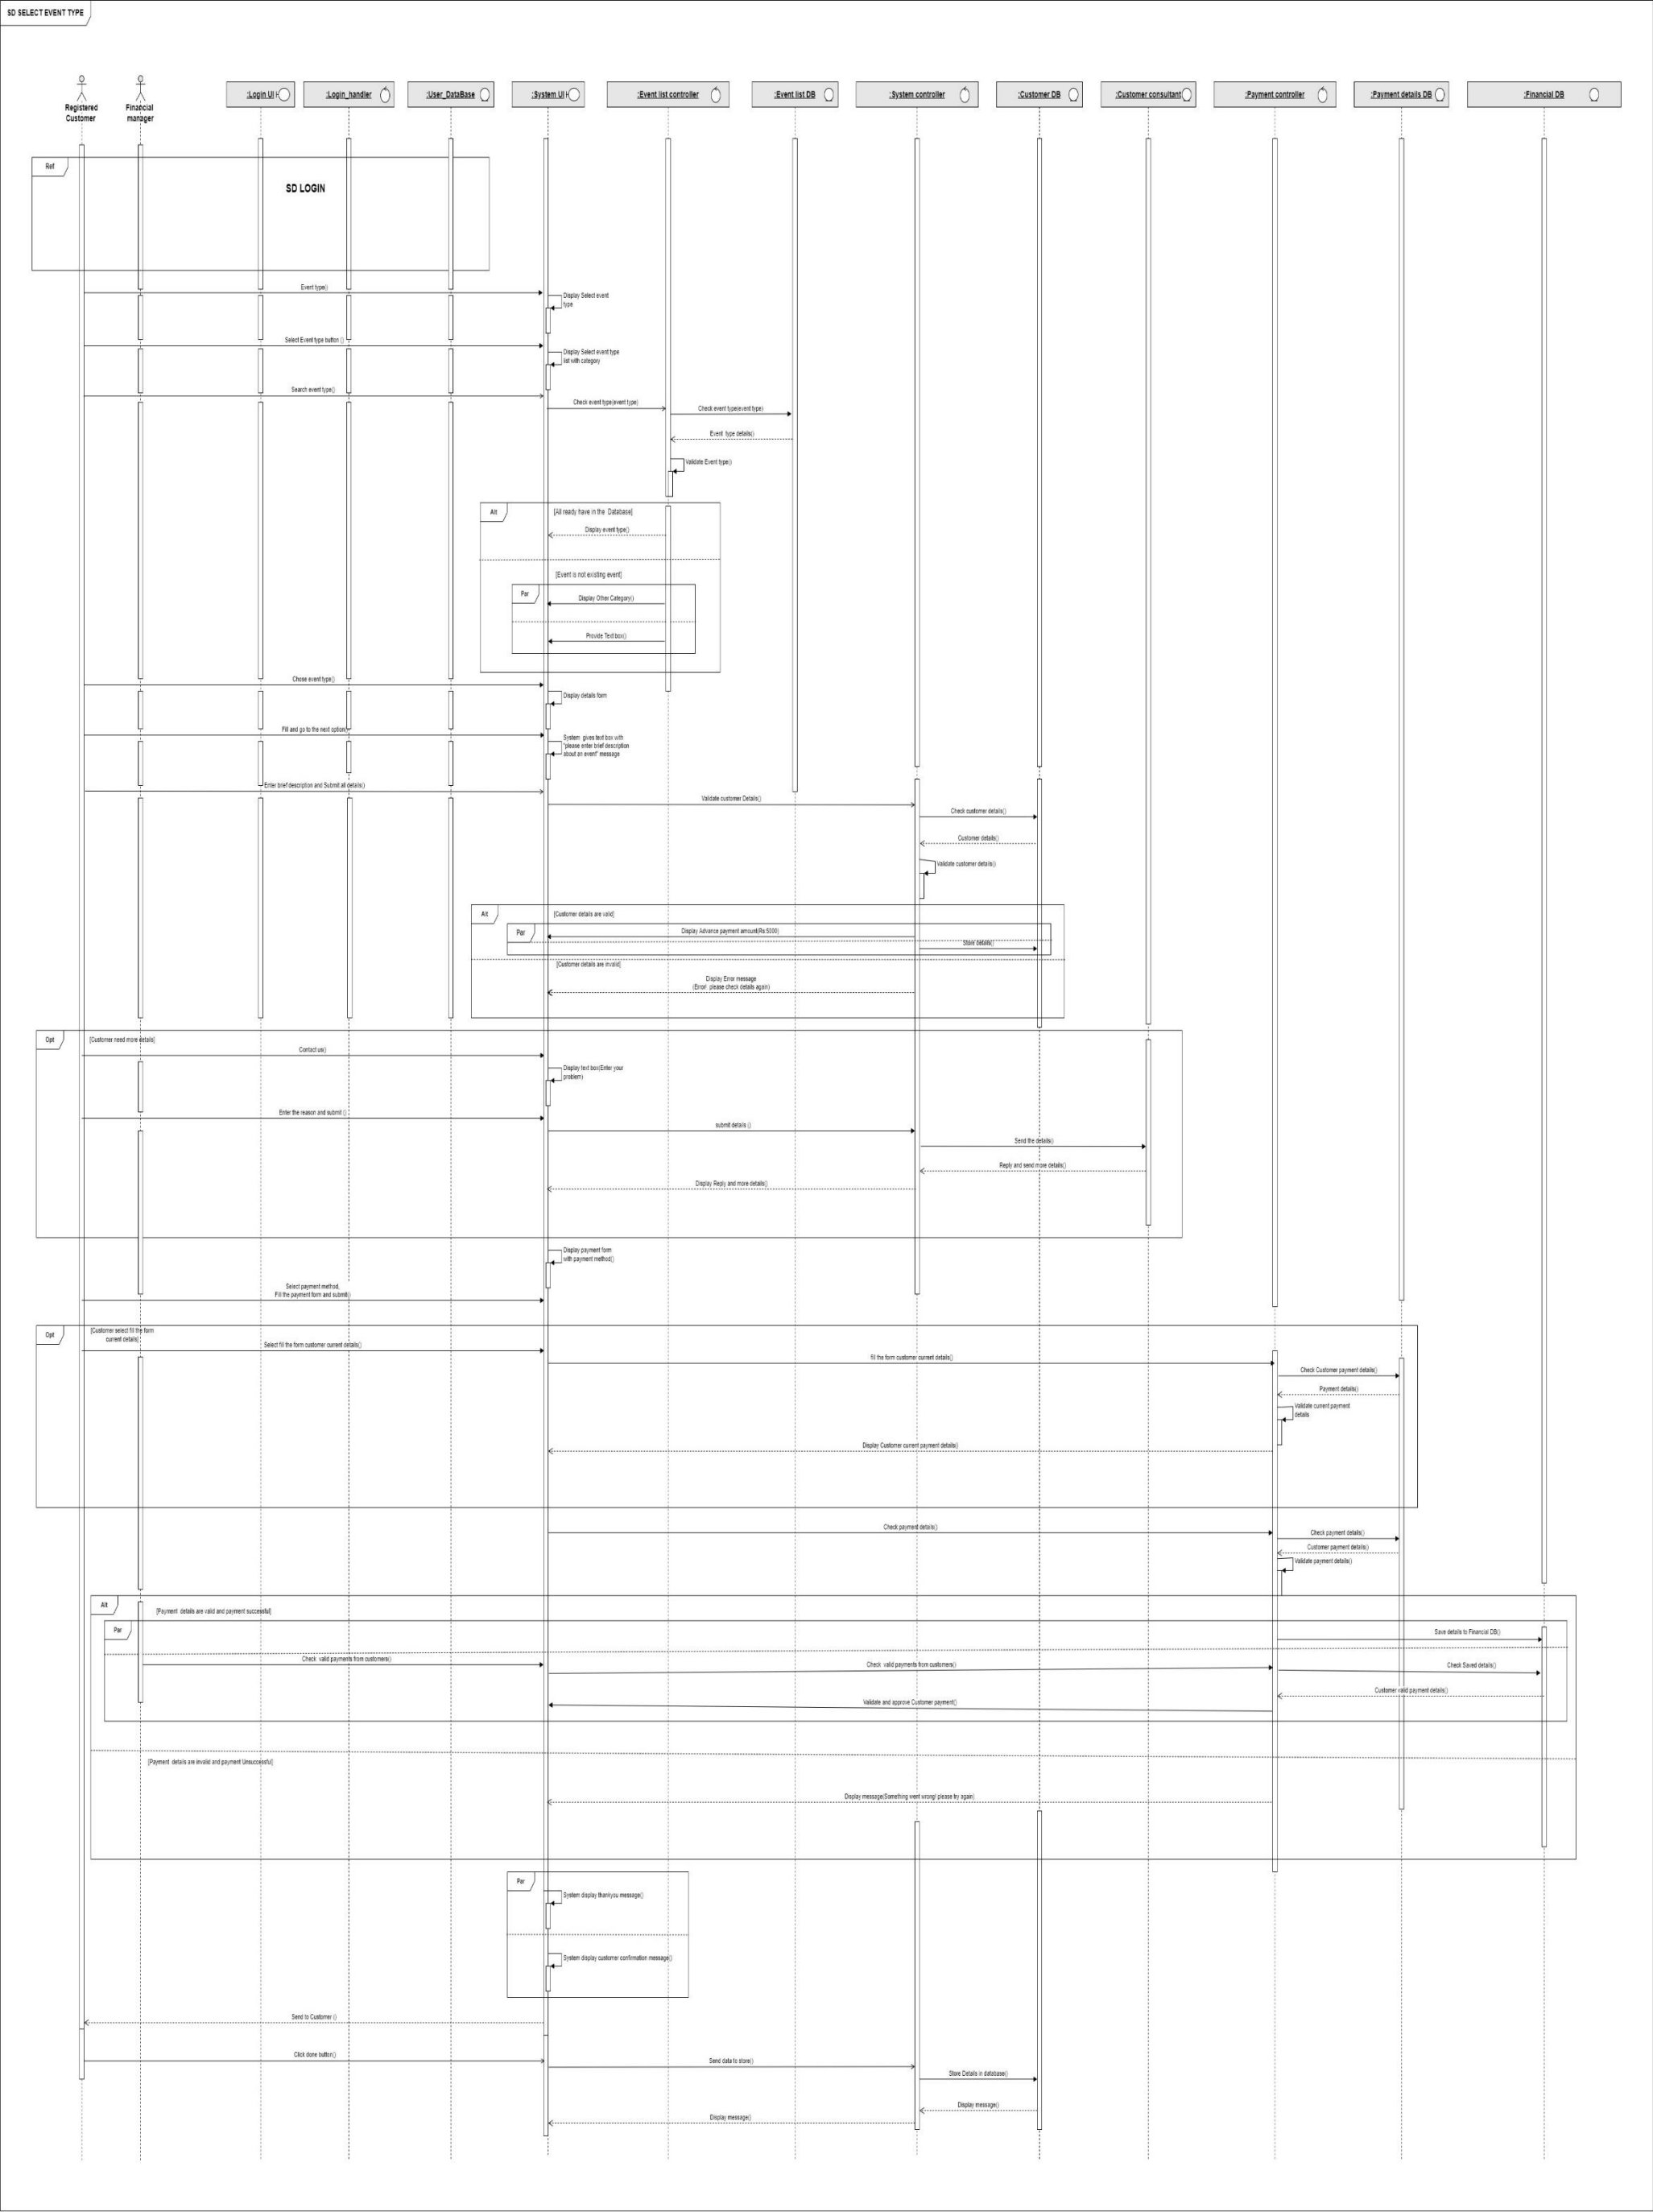 SD SELECT EVENT TYPE
Registered
Customer
Financial
manager
:Login UI
:Login_handler
:User_DataBase
:System UI
:Event list controller
:Event list DB
:System controller
:Customer DB
:Customer consultant
:Payment controller
:Payment details DB
:Financial DB
Ref
SD LOGIN
Event type()
Display Select event
type
Select Event type button ()
Display Select event type
list with category
Search event type()
Check event type(event type)
Check event type(event type)
Event type details()
Validate Event type()
Alt
[All ready have in the Database]
Display event type()
[Event is not existing event]
Par
Display Other Category()
Provide Text box()
Chose event type()
Display details form
Fill and go to the next option()
System gives text box with
"please enter brief description
about an event" message
Enter brief description and Submit all details()
Validate customer Details()
Check customer details()
Customer details()
Validate customer details()
Alt
[Customer details are valid]
Par
Display Advance payment amount(Rs:5000)
Store details()
[Customer details are invalid]
Display Error message
(Error! please check details again)
Opt
[Customer need more details]
Contact us()
Display text box(Enter your
problem)
Enter the reason and submit ()
submit details ()
Send the details()
Reply and send more details()
Display Reply and more details()
Display payment form
with payment method()
Select payment method,
Fill the payment form and submit()
Opt
[Customer select fill the form
current details]
Select fill the form customer current details()
fill the form customer current details()
Check Customer payment details()
Payment details()
Validate current payment
details
Display Customer current payment details()
Check payment details()
Check payment details()
Customer payment details()
Validate payment details()
Alt
[Payment details are valid and payment successful]
Par
Save details to Financial DB()
Check valid payments from customers()
Check valid payments from customers()
Check Saved details()
Customer valid payment details()
Validate and approve Customer payment()
[Payment details are invalid and payment Unsuccessful]
Display message(Something went wrong! please try again)
Par
System display thankyou message()
System display customer confirmation message()
Send to Customer ()
Click done button()
Send data to store()
Store Details in database()
Display message()
Display message()